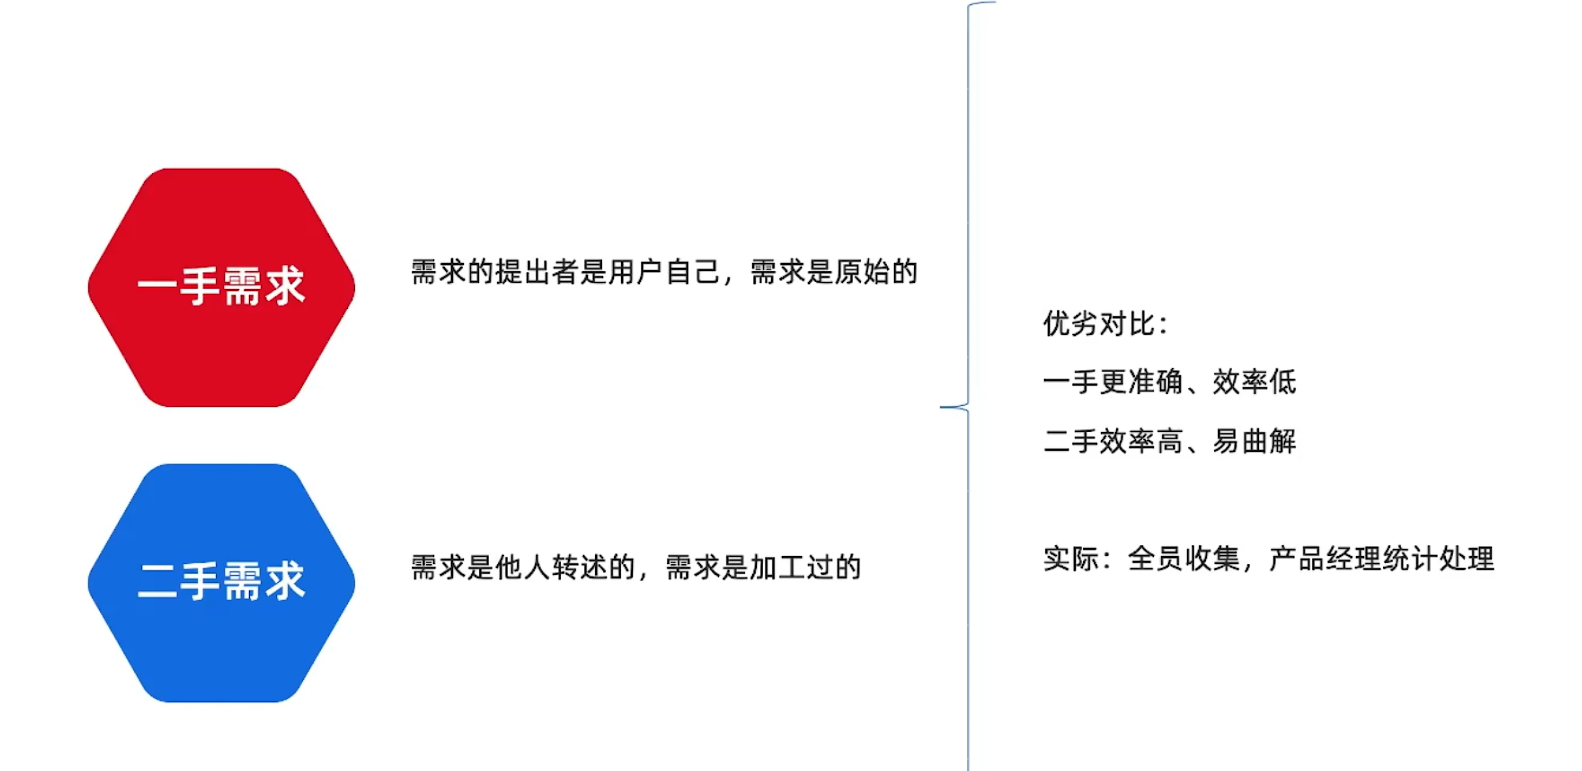 一手需求
需求的提出者是用户自己，需求是原始的
二手需求
需求是他人转述的，需求是加工过的
优劣对比：
一手更准确、效率低
二手效率高、易曲解
实际：全员收集，产品经理统计处理